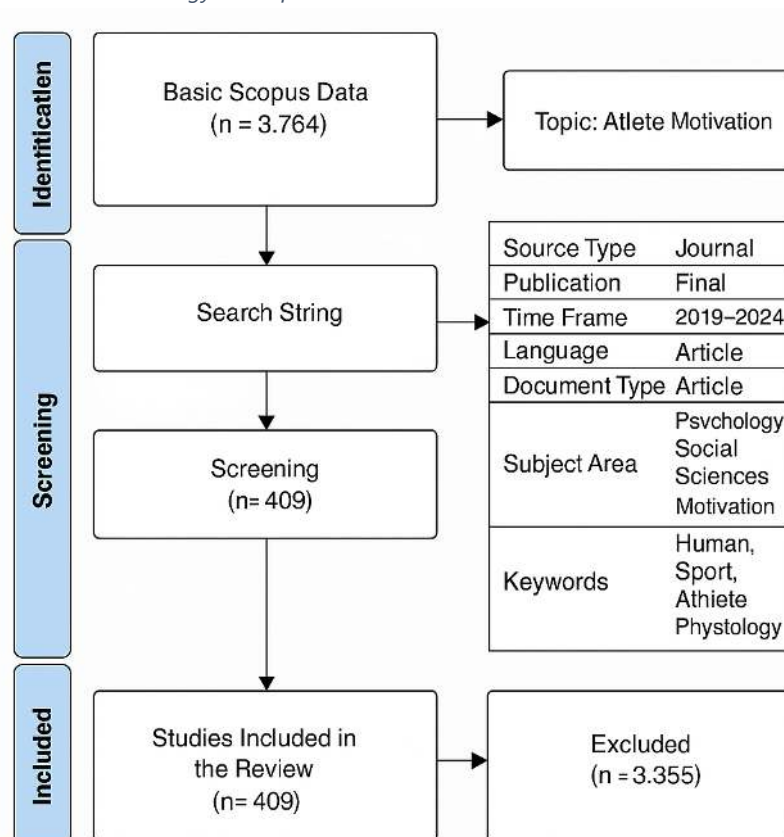 Identiticatlen
Basic Scopus Data
(n = 3.764)
Topic: Atlete Motivation
Screening
Search String
Source Type Journal
Publication Final
Time Frame 2019–2024
Language Article
Document Type Article
Subject Area
Psvchology
Social
Sciences
Motivation
Keywords
Human,
Sport,
Athiete
Phystology
Screening
(n= 409)
Included
Studies Included in
the Review
(n= 409)
Excluded
(n = 3.355)